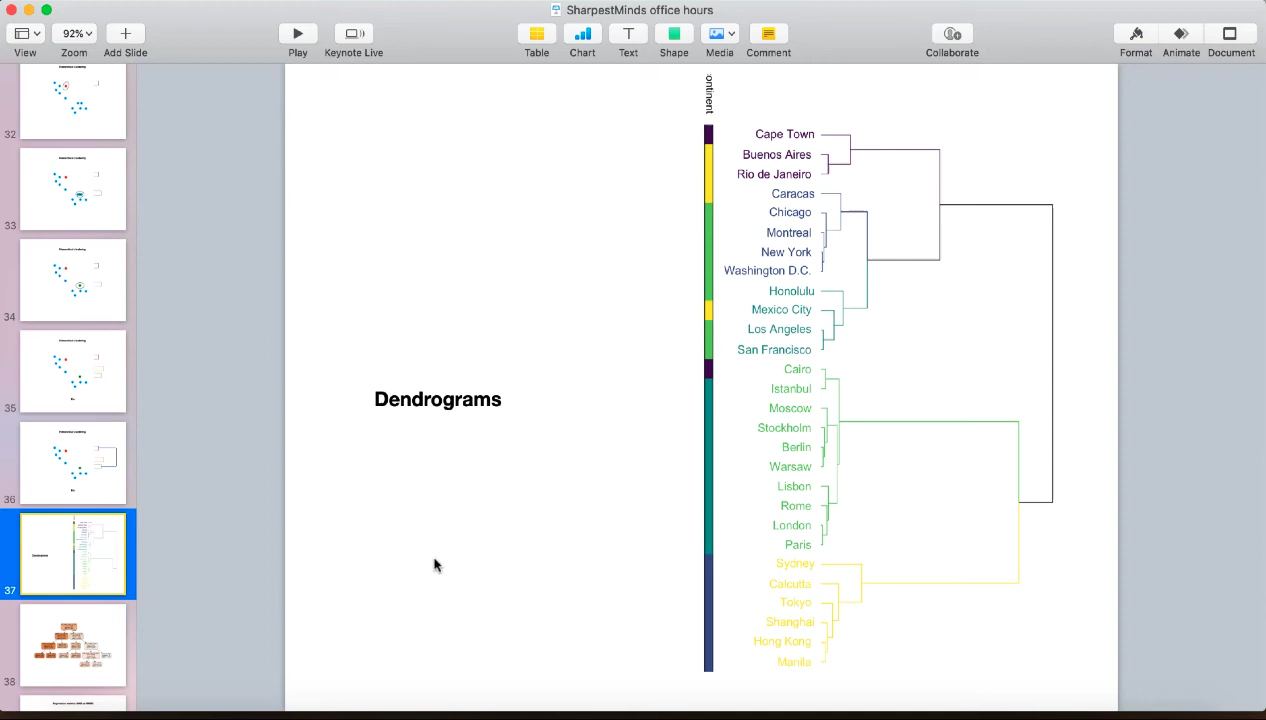 SharpestMinds office hours
92%
View
Zoom
Add Slide
Play
Keynote Live
Table
Chart
Text
Shape
Media
Comment
Collaborate
Format
Animate
Document
32
33
34
35
36
37
38
Dendrograms
ontinent
Cape Town
Buenos Aires
Rio de Janeiro
Caracas
Chicago
Montreal
New York
Washington D.C.
Honolulu
Mexico City
Los Angeles
San Francisco
Cairo
Istanbul
Moscow
Stockholm
Berlin
Warsaw
Lisbon
Rome
London
Paris
Sydney
Calcutta
Tokyo
Shanghai
Hong Kong
Manila